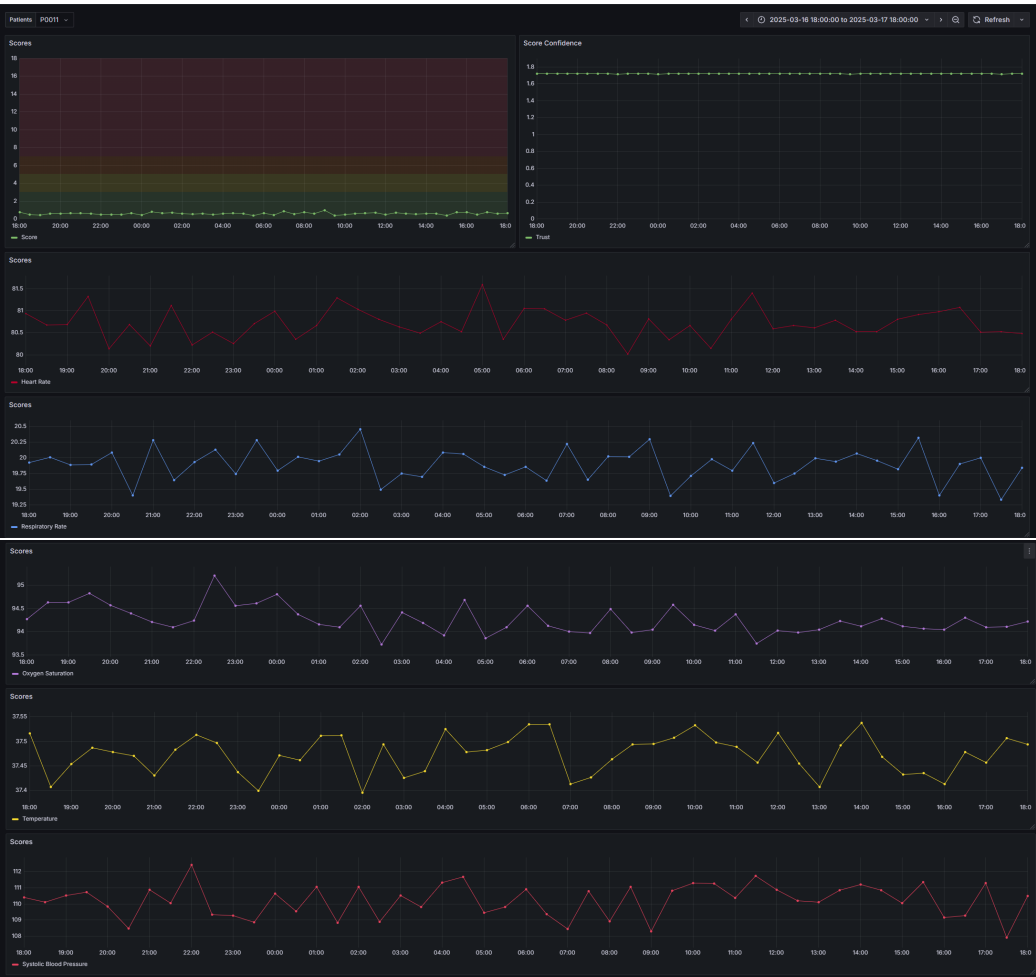 Patients P0011 2025-03-16 18:00:00 to 2025-03-17 18:00:00 Refresh
Scores
18
16
14
12
10
8
6
4
2
0
18:00 20:00 22:00 00:00 02:00 04:00 06:00 08:00 10:00 12:00 14:00 16:00 18:0
Score
Score Confidence
1.8
1.6
1.4
1.2
1
0.8
0.6
0.4
0.2
0
18:00 20:00 22:00 00:00 02:00 04:00 06:00 08:00 10:00 12:00 14:00 16:00 18:0
Trust
Scores
81.5
81
80.5
80
18:00 19:00 20:00 21:00 22:00 23:00 00:00 01:00 02:00 03:00 04:00 05:00 06:00 07:00 08:00 09:00 10:00 11:00 12:00 13:00 14:00 15:00 16:00 17:00 18:0
Heart Rate
Scores
20.5
20.25
20
19.75
19.5
19.25
18:00 19:00 20:00 21:00 22:00 23:00 00:00 01:00 02:00 03:00 04:00 05:00 06:00 07:00 08:00 09:00 10:00 11:00 12:00 13:00 14:00 15:00 16:00 17:00 18:0
Respiratory Rate
Scores
95
94.5
94
93.5
18:00 19:00 20:00 21:00 22:00 23:00 00:00 01:00 02:00 03:00 04:00 05:00 06:00 07:00 08:00 09:00 10:00 11:00 12:00 13:00 14:00 15:00 16:00 17:00 18:0
Oxygen Saturation
Scores
37.55
37.5
37.45
37.4
18:00 19:00 20:00 21:00 22:00 23:00 00:00 01:00 02:00 03:00 04:00 05:00 06:00 07:00 08:00 09:00 10:00 11:00 12:00 13:00 14:00 15:00 16:00 17:00 18:0
Temperature
Scores
112
111
110
109
108
18:00 19:00 20:00 21:00 22:00 23:00 00:00 01:00 02:00 03:00 04:00 05:00 06:00 07:00 08:00 09:00 10:00 11:00 12:00 13:00 14:00 15:00 16:00 17:00 18:0
Systolic Blood Pressure